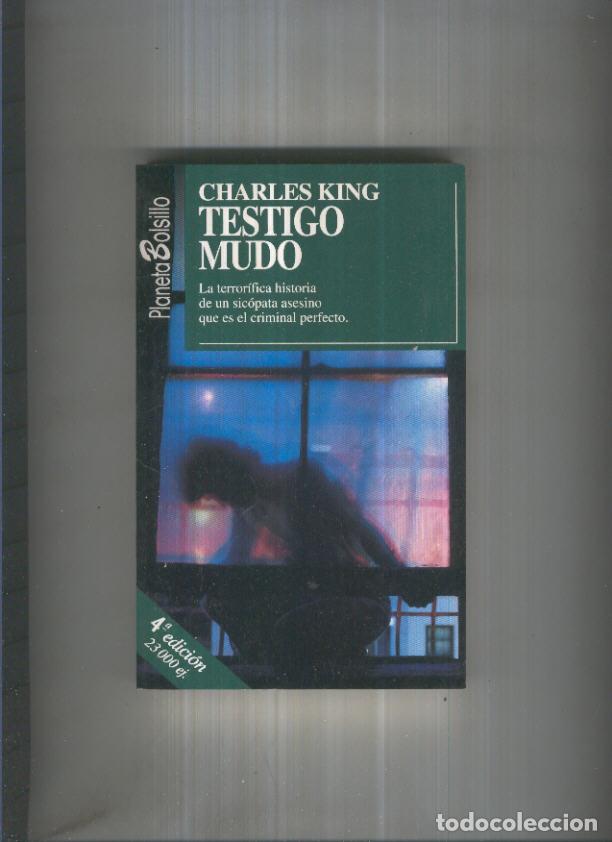 CHARLES KING
TESTIGO
MUDO
La terrorífica historia
de un sicópata asesino
que es el criminal perfecto.
Planeta Bolsillo
4ª edición
23 000 ej.
todocoleccion